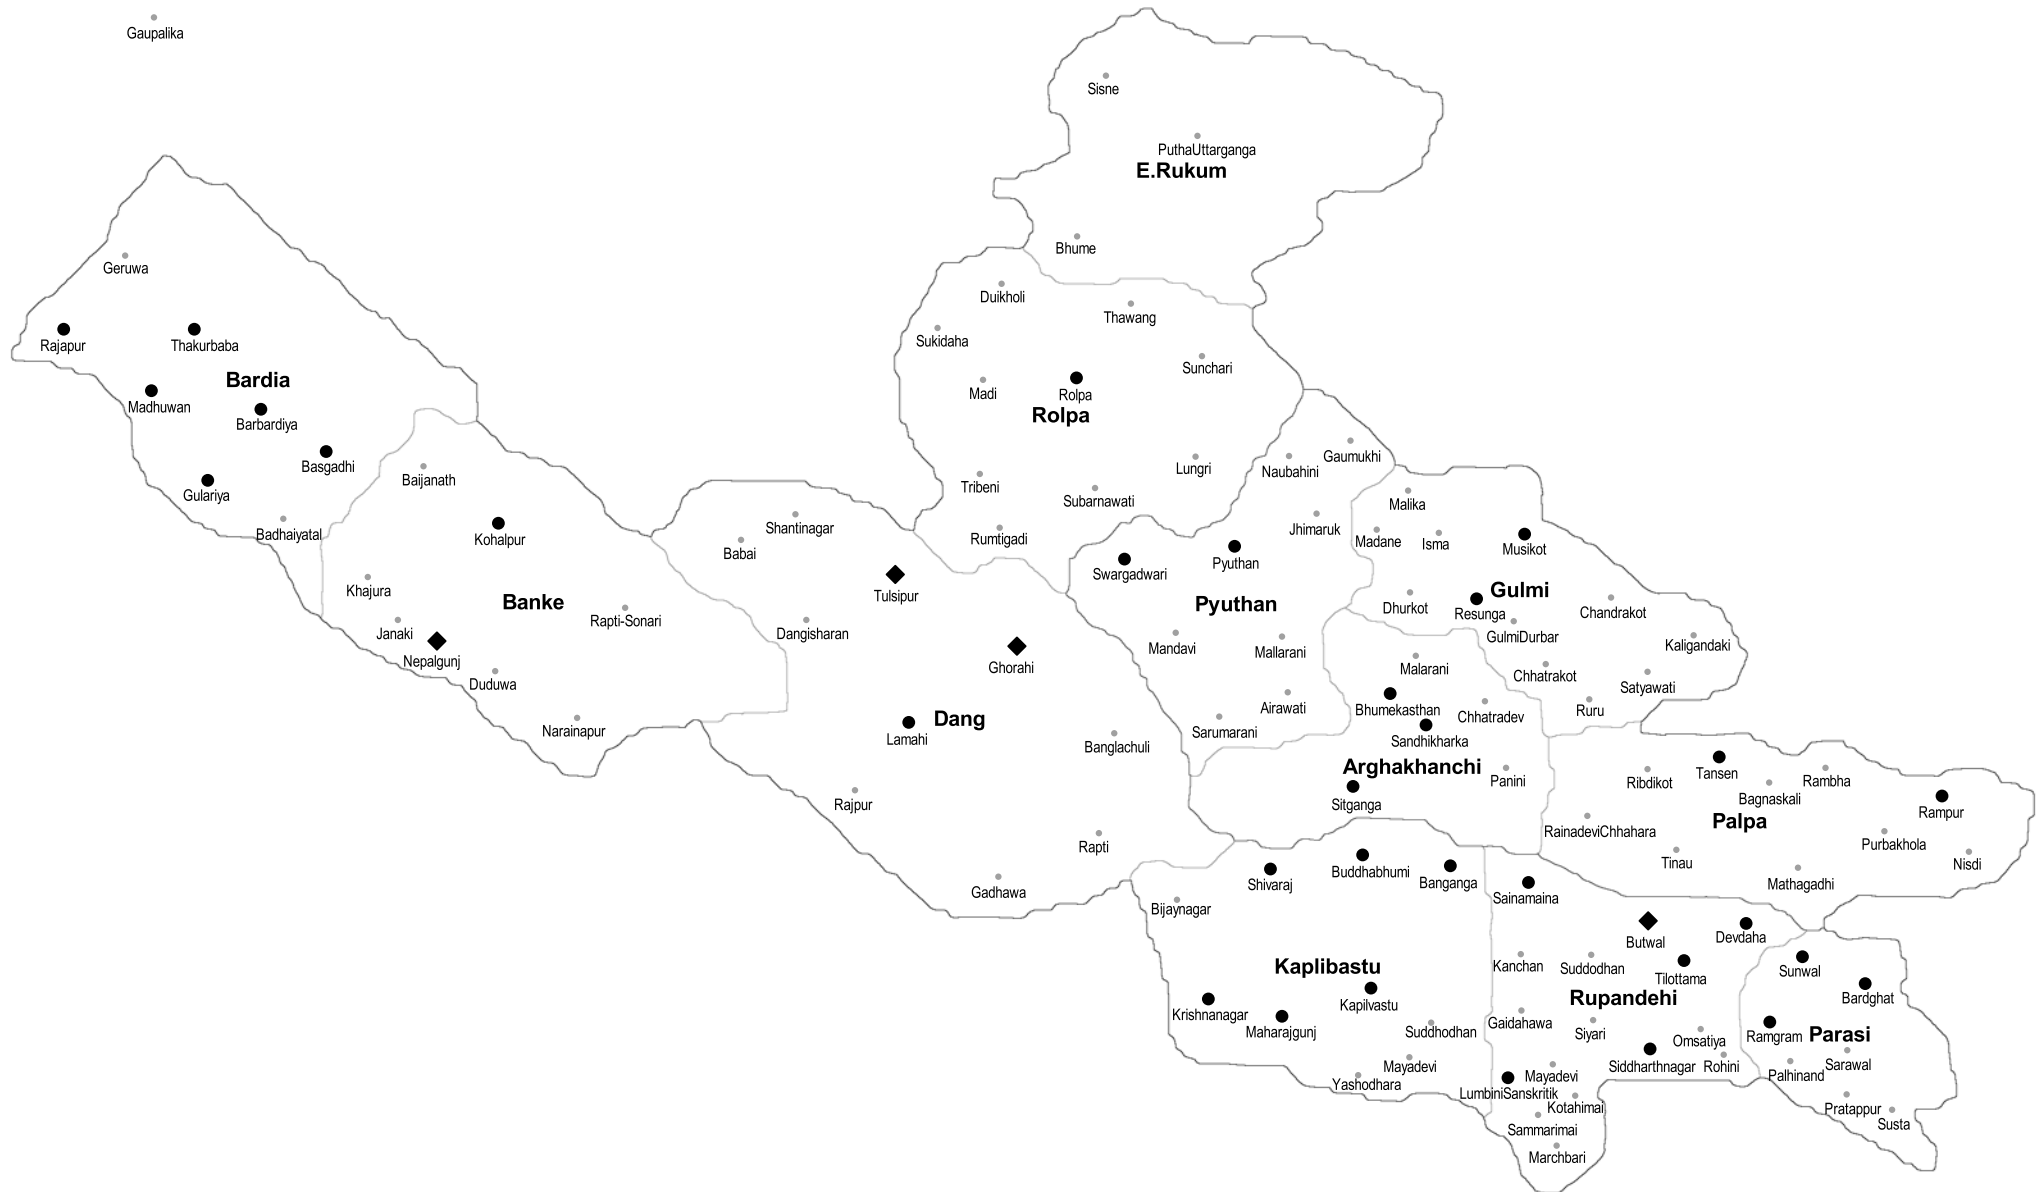 Gaupalika
Sisne
PuthaUttarganga
E.Rukum
Bhume
Geruwa
Rajapur
Thakurbaba
Bardia
Madhuwan
Barbardiya
Basgadhi
Gulariya
Badhaiyatal
Baijanath
Kohalpur
Khajura
Banke
Rapti-Sonari
Janaki
Nepalgunj
Duduwa
Narainapur
Duikholi
Thawang
Sukidaha
Sunchari
Madi
Rolpa
Rolpa
Lungri
Tribeni
Subarnawati
Rumtigadi
Shantinagar
Babai
Tulsipur
Dangisharan
Ghorahi
Lamahi
Dang
Banglachuli
Rajpur
Rapti
Gadhawa
Gaumukhi
Naubahini
Jhimaruk
Pyuthan
Swargadwari
Pyuthan
Mandavi
Mallarani
Airawati
Sarumarani
Malika
Madane
Isma
Musikot
Gulmi
Dhurkot
Resunga
Chandrakot
GulmiDurbar
Kaligandaki
Chhatrakot
Satyawati
Ruru
Malarani
Bhumekasthan
Chhatradev
Sandhikharka
Arghakhanchi
Panini
Sitganga
Ribdikot
Tansen
Rambha
Bagnaskali
Rampur
Palpa
RainadeviChhahara
Purbakhola
Tinau
Nisdi
Mathagadhi
Shivaraj
Buddhabhumi
Banganga
Bijaynagar
Kaplibastu
Kapilvastu
Krishnanagar
Maharajgunj
Suddhodhan
Mayadevi
Yashodhara
Sainamaina
Butwal
Devdaha
Kanchan
Suddodhan
Tilottama
Rupandehi
Gaidahawa
Siyari
Omsatiya
Siddharthnagar
Rohini
Mayadevi
LumbiniSanskritik
Kotahimai
Sammarimai
Marchbari
Sunwal
Bardghat
Ramgram
Parasi
Sarawal
Palhinand
Pratappur
Susta